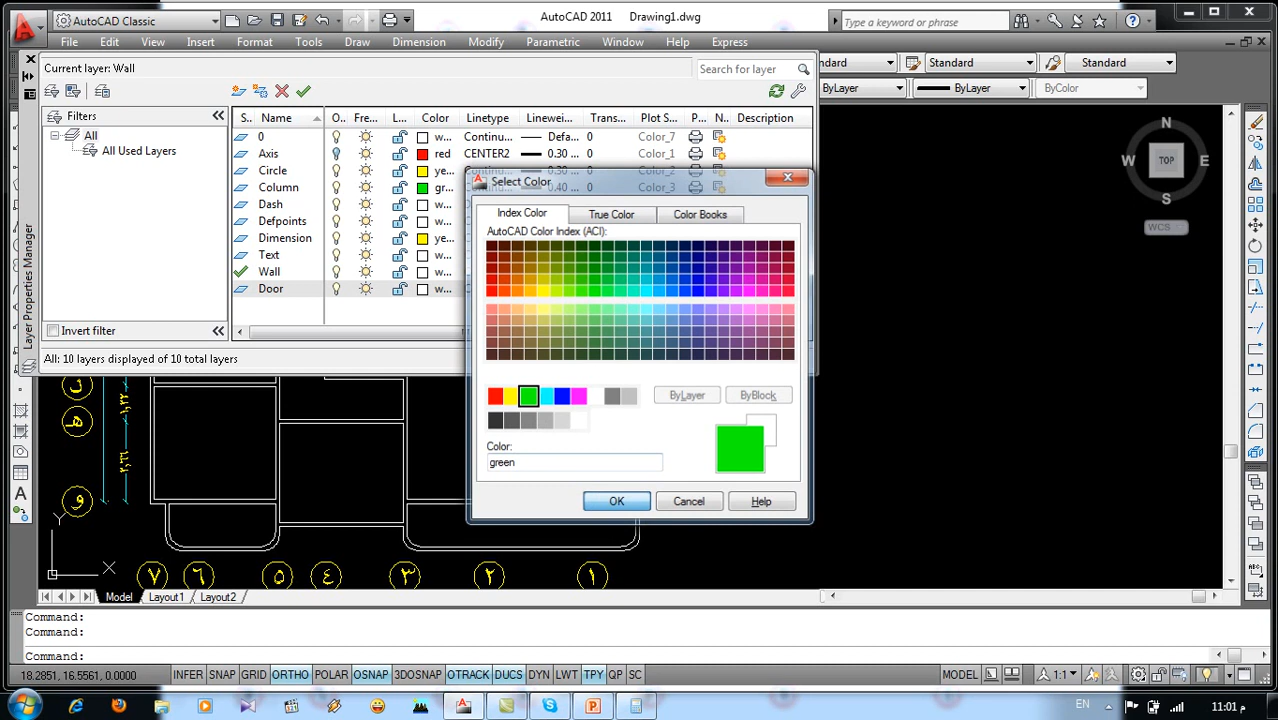 AutoCAD Classic
AutoCAD 2011 Drawing1.dwg
Type a keyword or phrase
File Edit View Insert Format Tools Draw Dimension Modify Parametric Window Help Express
Current layer: Wall
Search for layer
Standard Standard
ByLayer ByLayer ByColor
Filters
All
All Used Layers
Invert filter
S.. Name O.. Fre... L... Color Linetype Linewei... Trans... Plot S... P... N.. Description
0 w... Continu... Defa... 0 Color_7
Axis red CENTER2 0.30 ... 0 Color_1
Circle ye...
Column gr... 0.40 ... 0 Color_3
Dash w...
Defpoints w...
Dimension ye...
Text w...
Wall w...
Door w...
All: 10 layers displayed of 10 total layers
Layer Properties Manager
Select Color
Index Color True Color Color Books
AutoCAD Color Index (ACI):
ByLayer ByBlock
Color:
green
OK Cancel Help
N
W TOP E
S
WCS
هـ
و
Y
X
٧ ٦ ٥ ٤ ٣ ٢ ١
Model Layout1 Layout2
Command:
Command:
Command:
18.2851, 16.5561, 0.0000 INFER SNAP GRID ORTHO POLAR OSNAP 3DOSNAP OTRACK DUCS DYN LWT TPY QP SC MODEL 1:1
EN 11:01 م